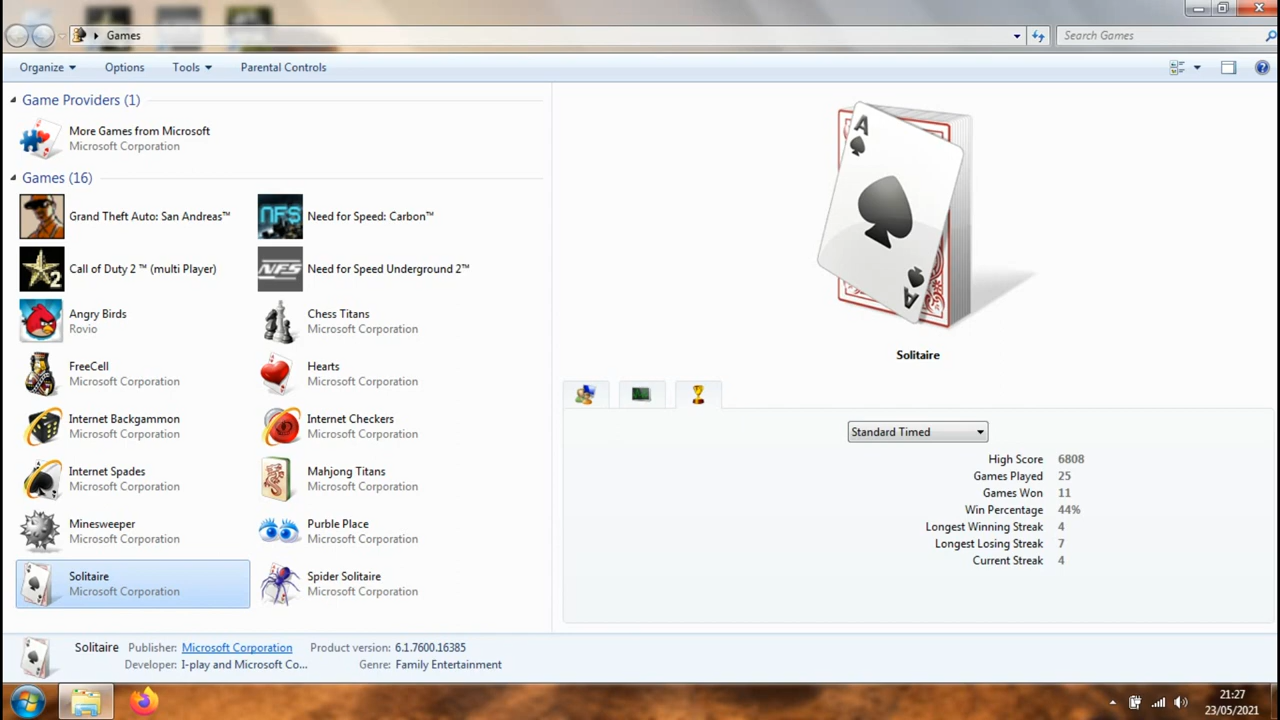 Games
Search Games
Organize
Options
Tools
Parental Controls
Game Providers (1)
More Games from Microsoft
Microsoft Corporation
Games (16)
Grand Theft Auto: San Andreas™
Need for Speed: Carbon™
Call of Duty 2 ™ (multi Player)
Need for Speed Underground 2™
Angry Birds
Rovio
Chess Titans
Microsoft Corporation
FreeCell
Microsoft Corporation
Hearts
Microsoft Corporation
Internet Backgammon
Microsoft Corporation
Internet Checkers
Microsoft Corporation
Internet Spades
Microsoft Corporation
Mahjong Titans
Microsoft Corporation
Minesweeper
Microsoft Corporation
Purble Place
Microsoft Corporation
Solitaire
Microsoft Corporation
Spider Solitaire
Microsoft Corporation
A
A
Solitaire
Standard Timed
High Score 6808
Games Played 25
Games Won 11
Win Percentage 44%
Longest Winning Streak 4
Longest Losing Streak 7
Current Streak 4
Solitaire Publisher: Microsoft Corporation Product version: 6.1.7600.16385
Developer: I-play and Microsoft Co... Genre: Family Entertainment
21:27
23/05/2021
NFS
NFS
2